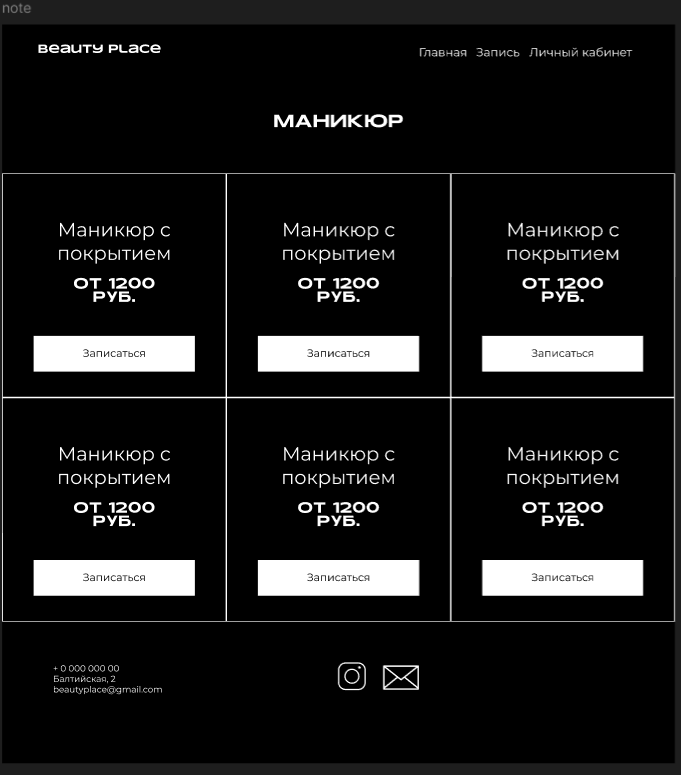 note
Beauty Place
Главная Запись Личный кабинет
МАНИКЮР
Маникюр с
покрытием
ОТ 1200
РУБ.
Записаться
Маникюр с
покрытием
ОТ 1200
РУБ.
Записаться
Маникюр с
покрытием
ОТ 1200
РУБ.
Записаться
Маникюр с
покрытием
ОТ 1200
РУБ.
Записаться
Маникюр с
покрытием
ОТ 1200
РУБ.
Записаться
Маникюр с
покрытием
ОТ 1200
РУБ.
Записаться
+ 0 000 000 00
Балтийская, 2
beautyplace@gmail.com